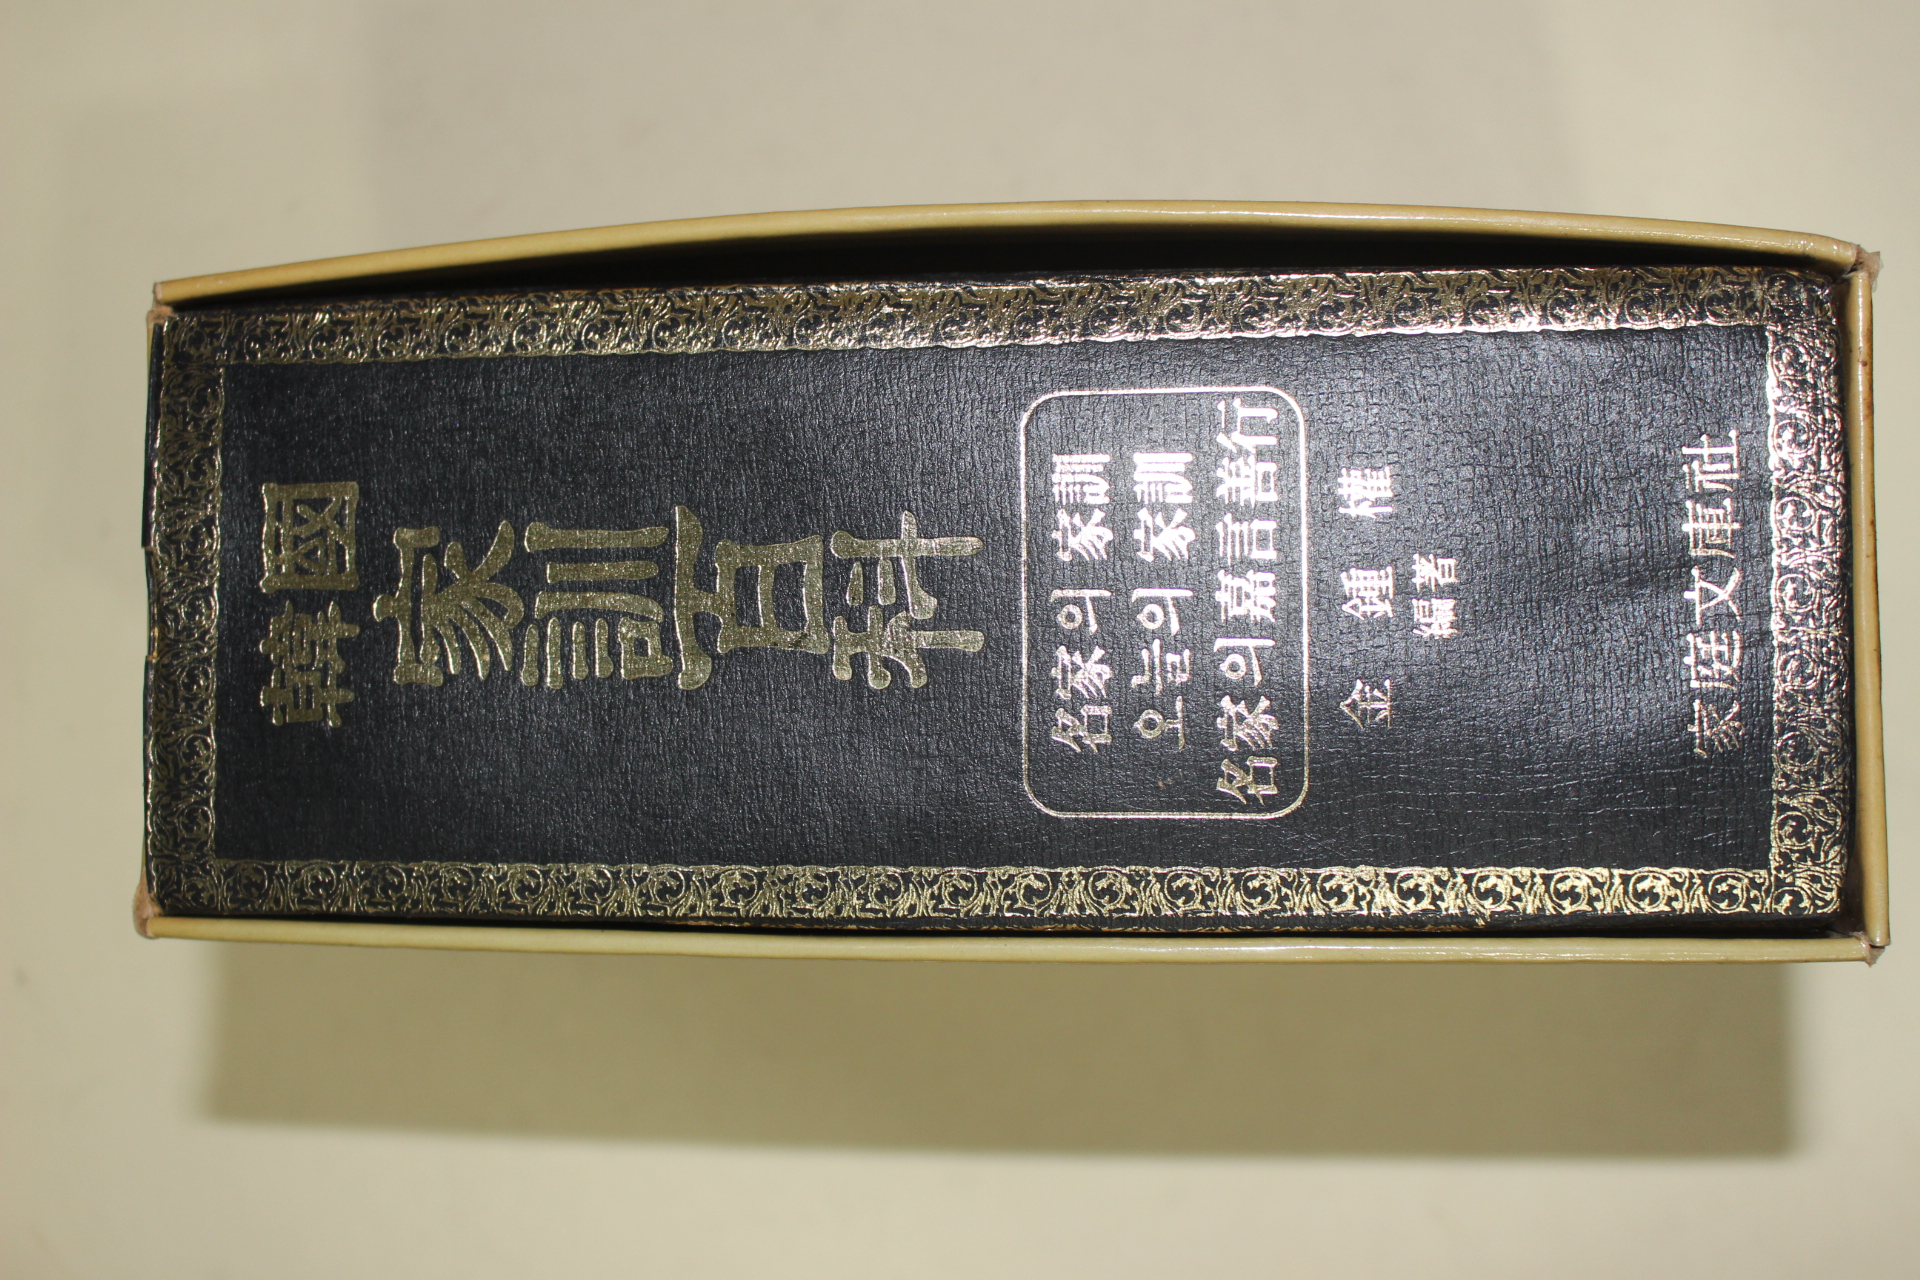 韓國
家訓百科
名家의 家訓
오늘의 家訓
名家의 嘉言善行
金鍾權
編著
家庭文庫社